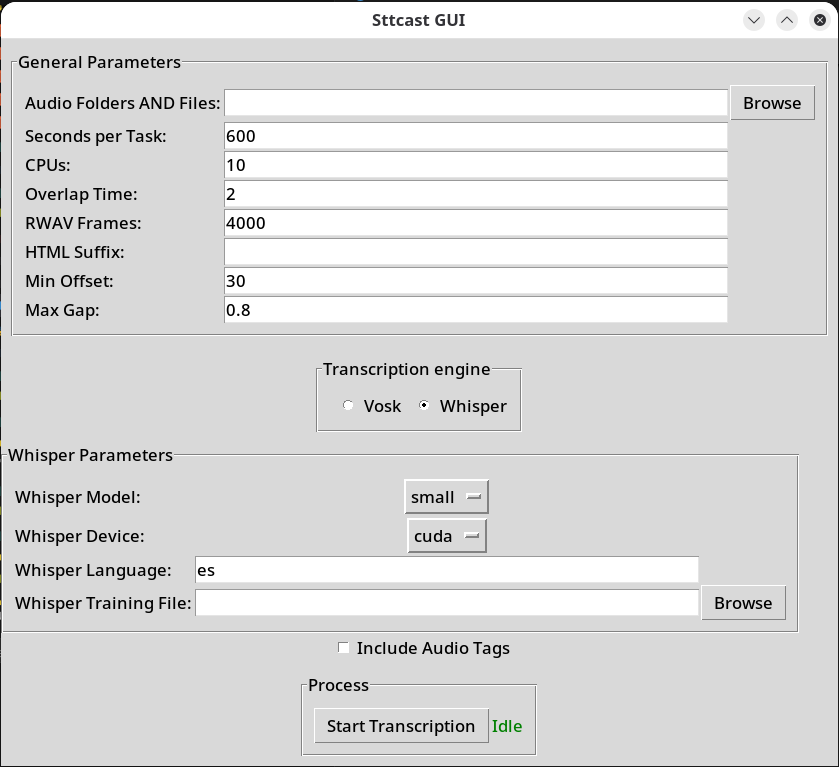 Sttcast GUI
General Parameters
Audio Folders AND Files: Browse
Seconds per Task: 600
CPUs: 10
Overlap Time: 2
RWAV Frames: 4000
HTML Suffix:
Min Offset: 30
Max Gap: 0.8
Transcription engine
Vosk Whisper
Whisper Parameters
Whisper Model: small
Whisper Device: cuda
Whisper Language: es
Whisper Training File: Browse
Include Audio Tags
Process
Start Transcription Idle